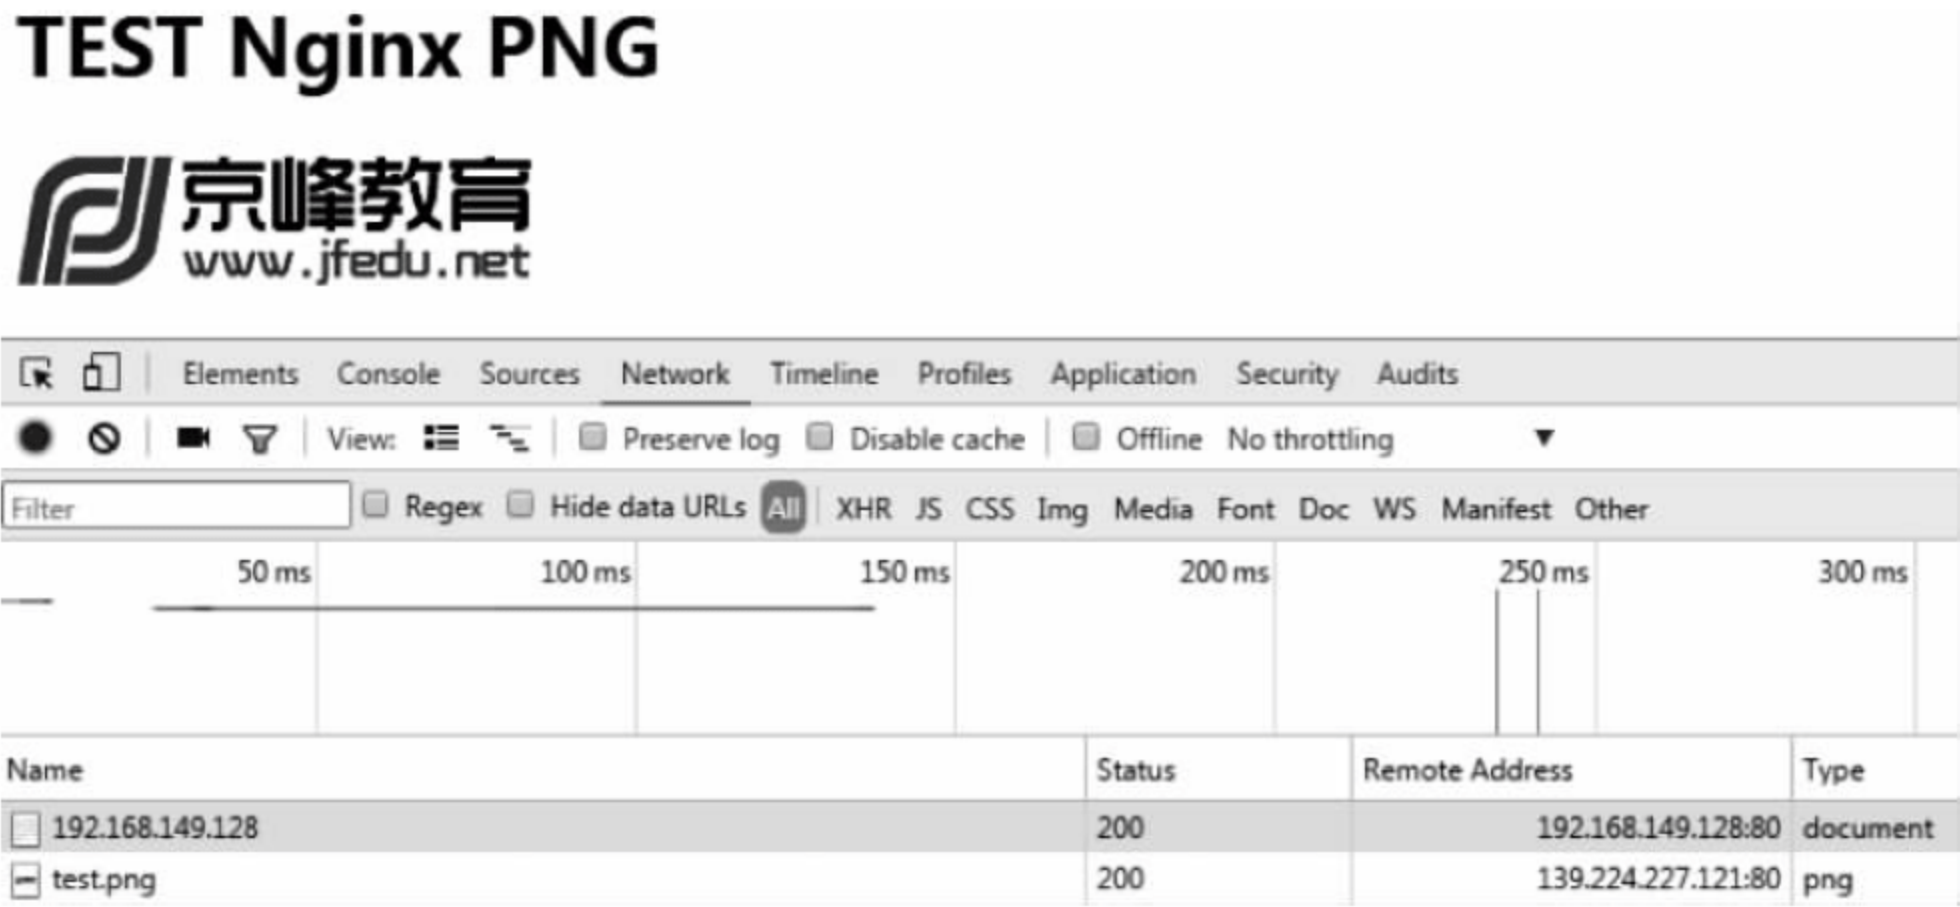 TEST Nginx PNG
京峰教育
www.jfedu.net
Elements Console Sources Network Timeline Profiles Application Security Audits
View: Preserve log Disable cache Offline No throttling
Filter Regex Hide data URLs All XHR JS CSS Img Media Font Doc WS Manifest Other
50 ms 100 ms 150 ms 200 ms 250 ms 300 ms
Name Status Remote Address Type
192.168.149.128 200 192.168.149.128:80 document
test.png 200 139.224.227.121:80 png